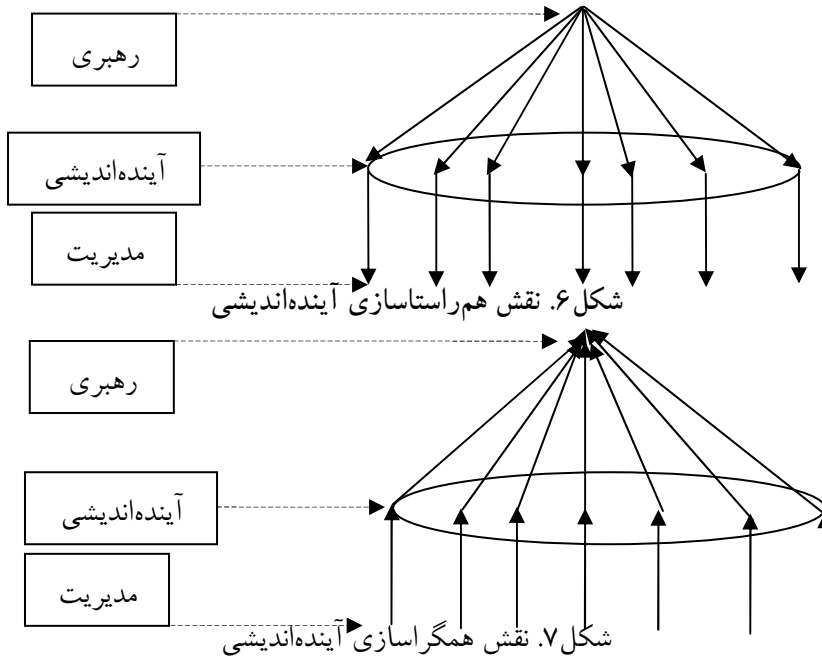 رهبری
آینده‌اندیشی
مدیریت
شکل۶. نقش هم‌راستاسازی آینده‌اندیشی
رهبری
آینده‌اندیشی
مدیریت
شکل۷. نقش همگراسازی آینده‌اندیشی